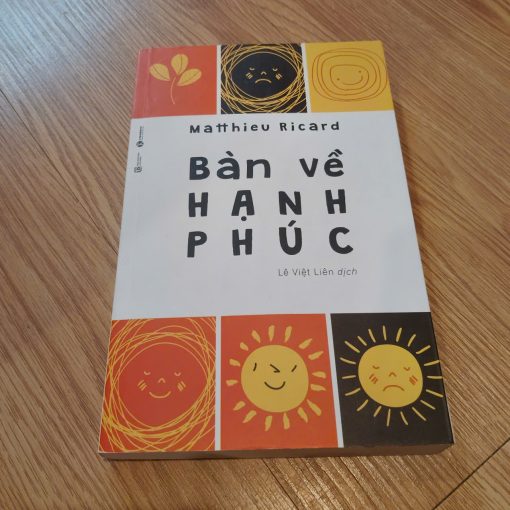 Matthieu Ricard
Bàn về
HẠNH
PHÚC
Lê Việt Liên dịch